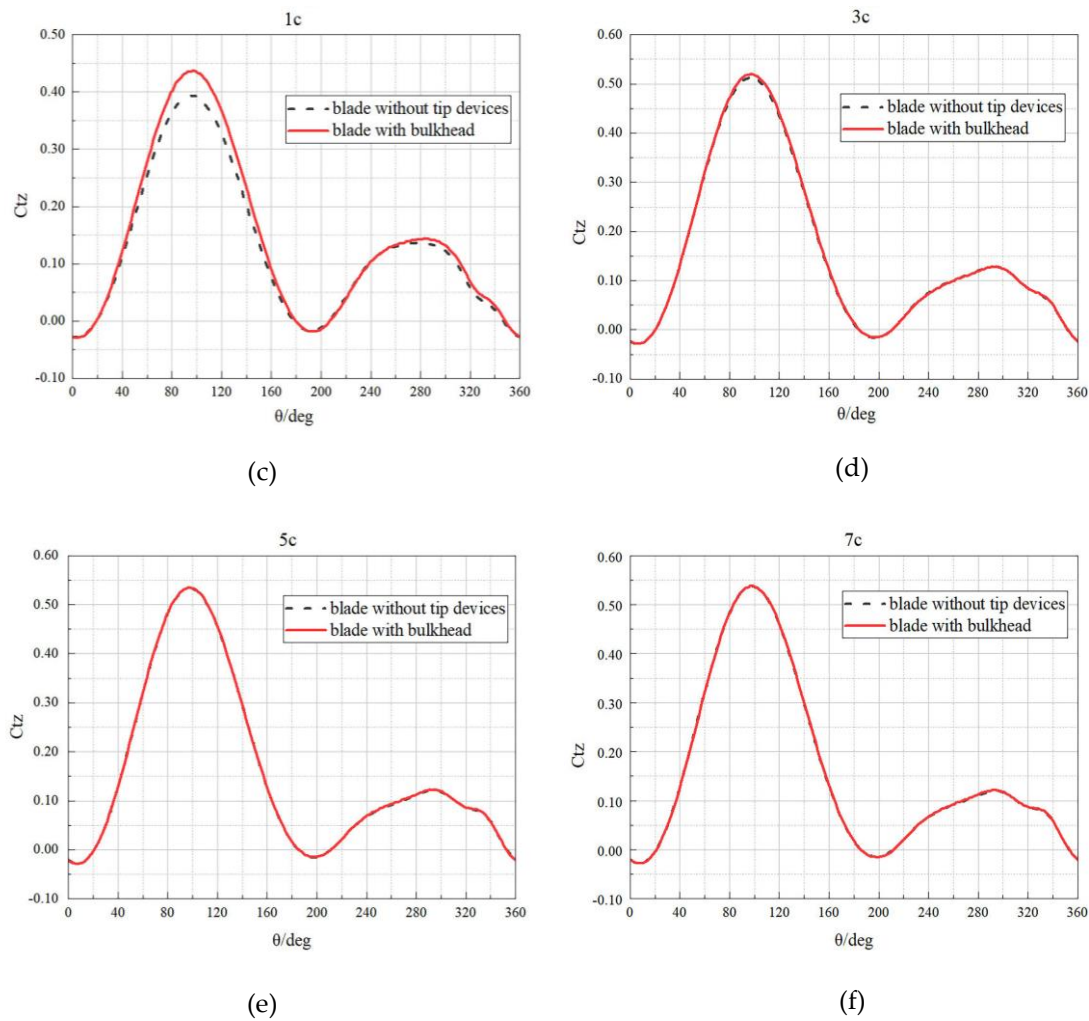 1c
0.50
0.40
0.30
0.20
0.10
0.00
-0.10
Ctz
blade without tip devices
blade with bulkhead
0 40 80 120 160 200 240 280 320 360
θ/deg
(c)
3c
0.60
0.50
0.40
0.30
0.20
0.10
0.00
-0.10
Ctz
blade without tip devices
blade with bulkhead
0 40 80 120 160 200 240 280 320 360
θ/deg
(d)
5c
0.60
0.50
0.40
0.30
0.20
0.10
0.00
-0.10
Ctz
blade without tip devices
blade with bulkhead
0 40 80 120 160 200 240 280 320 360
θ/deg
(e)
7c
0.60
0.50
0.40
0.30
0.20
0.10
0.00
-0.10
Ctz
blade without tip devices
blade with bulkhead
0 40 80 120 160 200 240 280 320 360
θ/deg
(f)